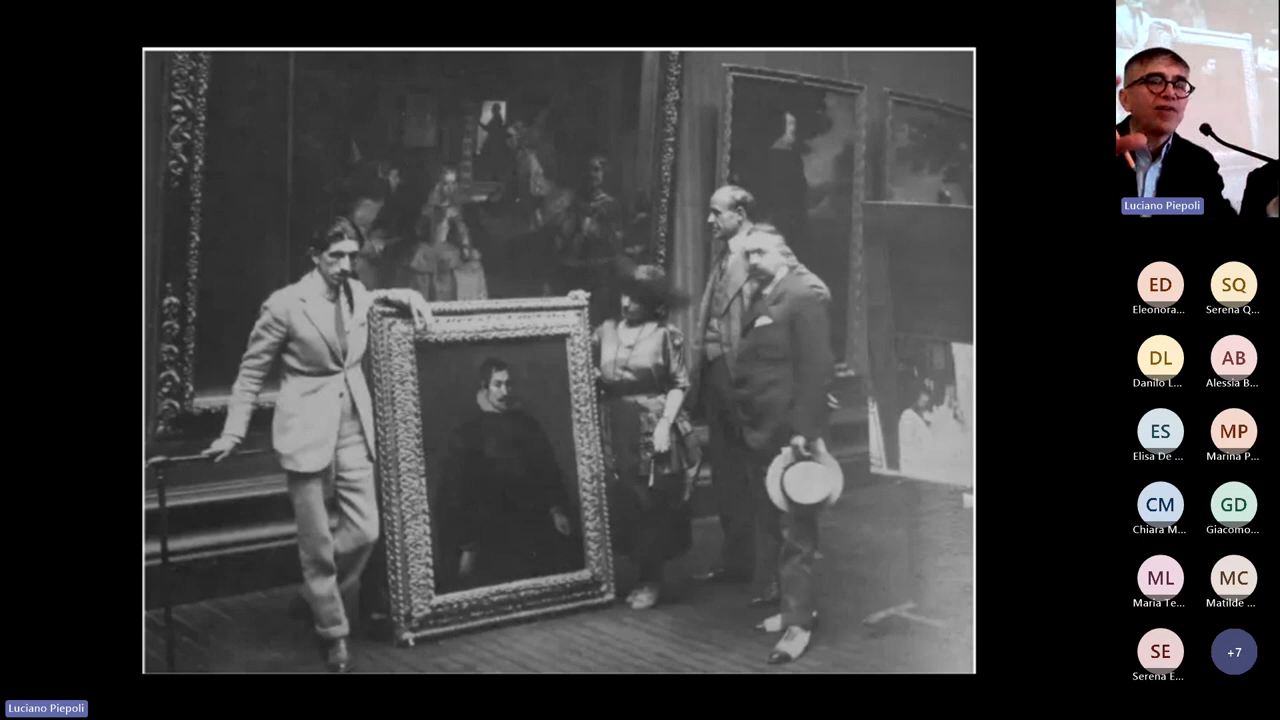 Luciano Piepoli
ED
SQ
Eleonora...
Serena Q...
DL
AB
Danilo L...
Alessia B...
ES
MP
Elisa De ...
Marina P...
CM
GD
Chiara M...
Giacomo...
ML
MC
Maria Te...
Matilde ...
SE
+7
Serena E...
Luciano Piepoli